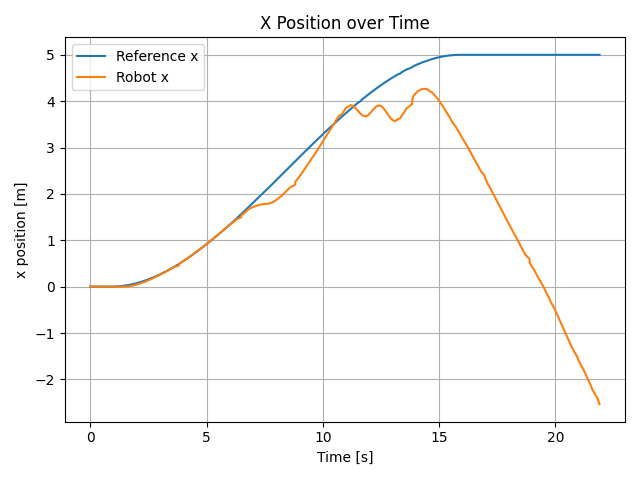 X Position over Time
Reference x
Robot x
x position [m]
5
4
3
2
1
0
−1
−2
0 5 10 15 20
Time [s]